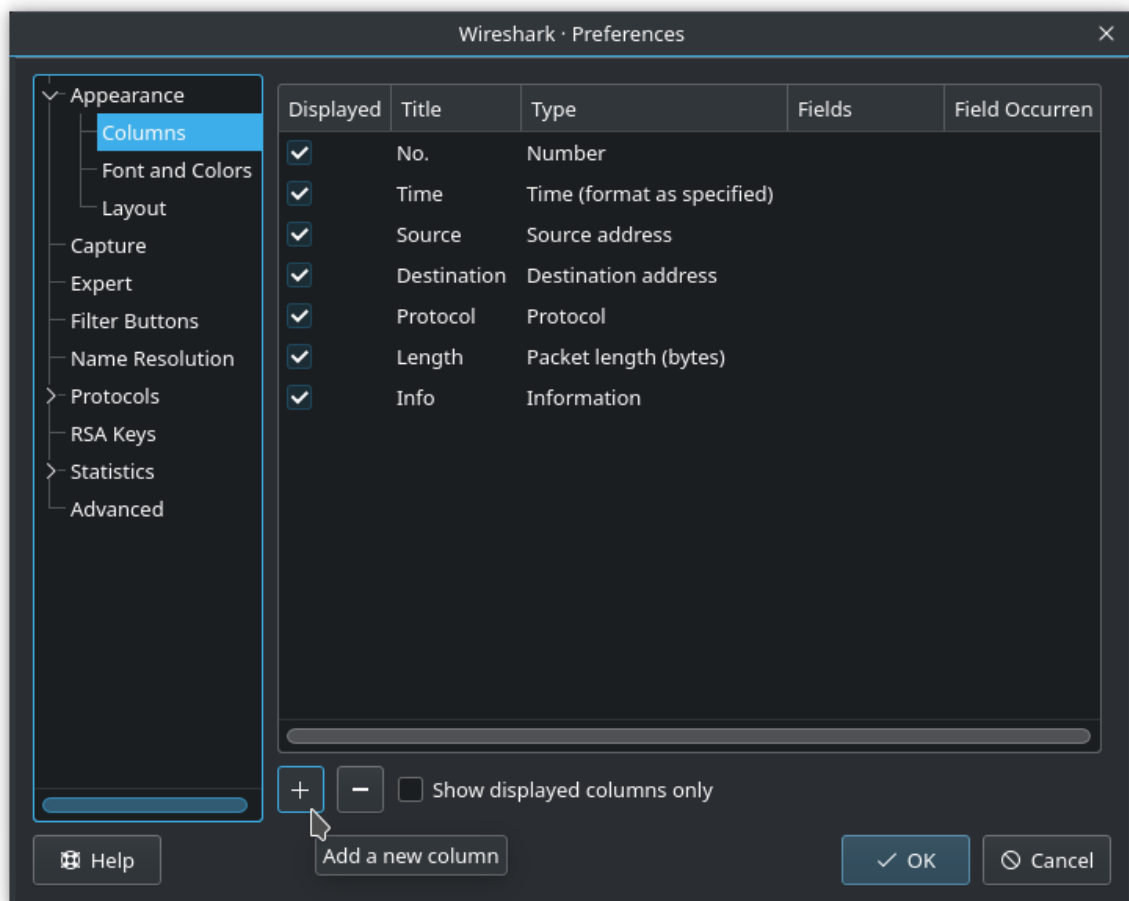 Wireshark · Preferences
Appearance
Columns
Font and Colors
Layout
Capture
Expert
Filter Buttons
Name Resolution
Protocols
RSA Keys
Statistics
Advanced
Displayed Title Type Fields Field Occurren
No. Number
Time Time (format as specified)
Source Source address
Destination Destination address
Protocol Protocol
Length Packet length (bytes)
Info Information
Show displayed columns only
Add a new column
Help
OK
Cancel